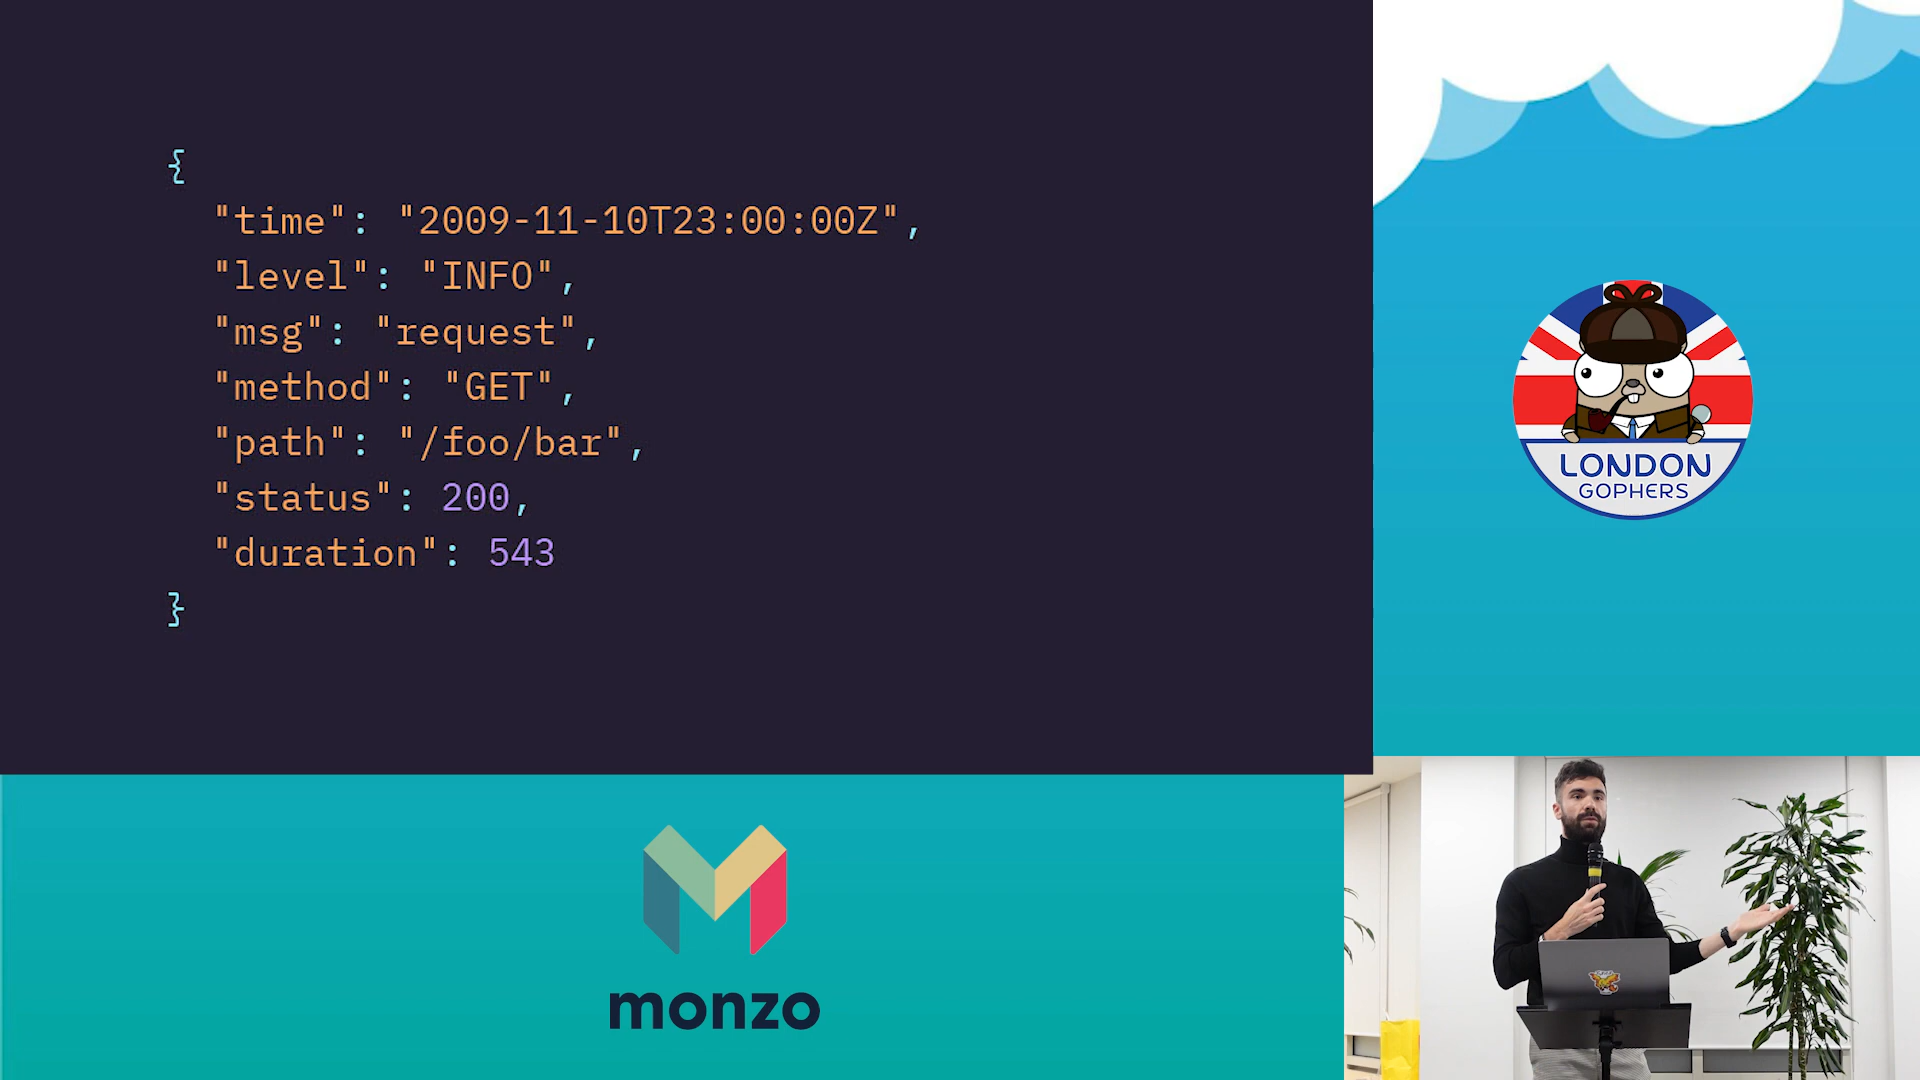 {
"time": "2009-11-10T23:00:00Z",
"level": "INFO",
"msg": "request",
"method": "GET",
"path": "/foo/bar",
"status": 200,
"duration": 543
}
LONDON
GOPHERS
monzo